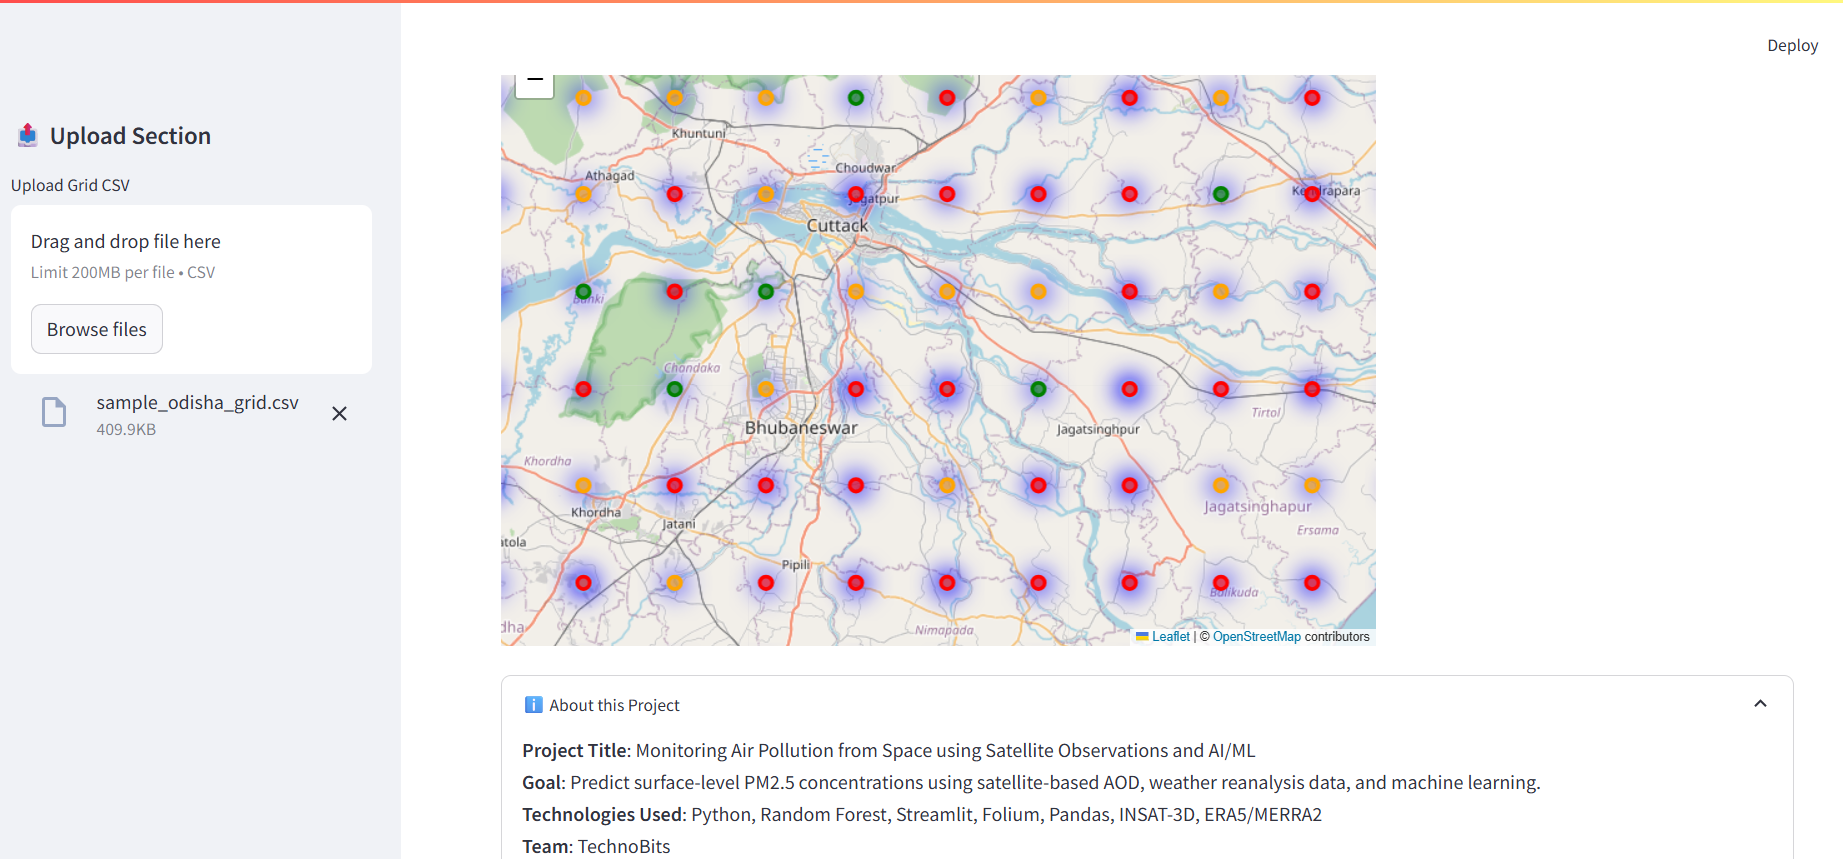 Deploy
Upload Section
Upload Grid CSV
Drag and drop file here
Limit 200MB per file • CSV
Browse files
sample_odisha_grid.csv
409.9KB
Khuntuni
Choudwar
Athagad
Jagatpur
Kendrapara
Cuttack
Banki
Chandaka
Tirtol
Bhubaneswar
Jagatsinghpur
Khordha
Jagatsinghapur
Khordha
Jatani
Ersama
atola
Pipili
Balikuda
dha
Nimapada
Leaflet | © OpenStreetMap contributors
About this Project
Project Title: Monitoring Air Pollution from Space using Satellite Observations and AI/ML
Goal: Predict surface-level PM2.5 concentrations using satellite-based AOD, weather reanalysis data, and machine learning.
Technologies Used: Python, Random Forest, Streamlit, Folium, Pandas, INSAT-3D, ERA5/MERRA2
Team: TechnoBits